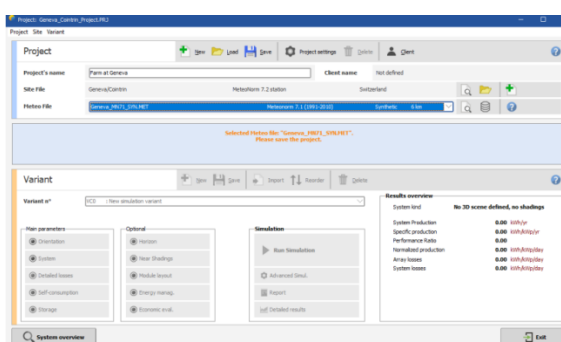 Project: Geneva_Cointrin_Project.PRJ
Project Site Variant
Project New Load Save Project settings Delete Client
Project's name Farm at Geneva Client name Not defined
Site File Geneva/Cointrin MeteoNorm 7.2 station Switzerland
Meteo File Geneva_MN71_SYN.MET Meteonorm 7.1 (1991-2010) Synthetic 6 km
Selected Meteo file: "Geneva_MN71_SYN.MET".
Please save the project.
Variant New Save Import Reorder Delete
Variant n° VC0 : New simulation variant
Results overview
System kind No 3D scene defined, no shadings
System Production 0.00 kWh/yr
Specific production 0.00 kWh/kWp/yr
Performance Ratio 0.00
Normalized production 0.00 kWh/kWp/day
Array losses 0.00 kWh/kWp/day
System losses 0.00 kWh/kWp/day
Main parameters
Orientation
System
Detailed losses
Self-consumption
Storage
Optional
Horizon
Near Shadings
Module layout
Energy manag.
Economic eval.
Simulation
Run Simulation
Advanced Simul.
Report
Detailed results
System overview
Exit